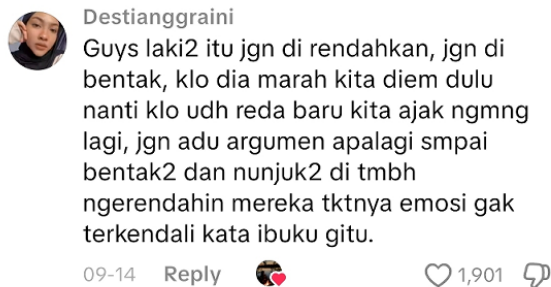 Destianggraini
Guys laki2 itu jgn di rendahkan, jgn di
bentak, klo dia marah kita diem dulu
nanti klo udh reda baru kita ajak ngmng
lagi, jgn adu argumen apalagi smpai
bentak2 dan nunjuk2 di tmbh
ngerendahin mereka tktnya emosi gak
terkendali kata ibuku gitu.
09-14 Reply 1,901